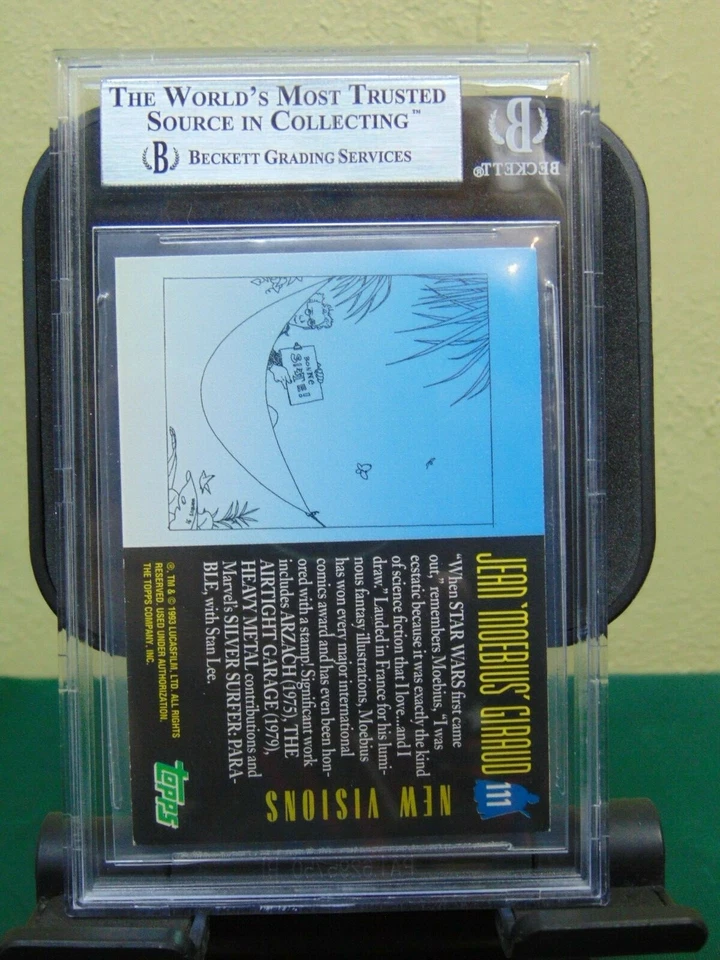 THE WORLD'S MOST TRUSTED
SOURCE IN COLLECTING™
B BECKETT GRADING SERVICES
B
BECKETT®
JEAN 'MOEBIUS' GIRAUD
111
"When STAR WARS first came
out," remembers Moebius, "I was
ecstatic because it was exactly the kind
of science fiction that I love...and I
draw." Lauded in France for his lumi-
nous fantasy illustrations, Moebius
has won every major international
comics award and has even been hon-
ored with a stamp! Significant work
includes ARZACH (1975), THE
AIRTIGHT GARAGE (1979),
HEAVY METAL contributions and
Marvel's SILVER SURFER: PARA-
BLE, with Stan Lee.
®, TM & © 1993 LUCASFILM, LTD. ALL RIGHTS
RESERVED. USED UNDER AUTHORIZATION.
THE TOPPS COMPANY, INC.
NEW VISIONS
topps